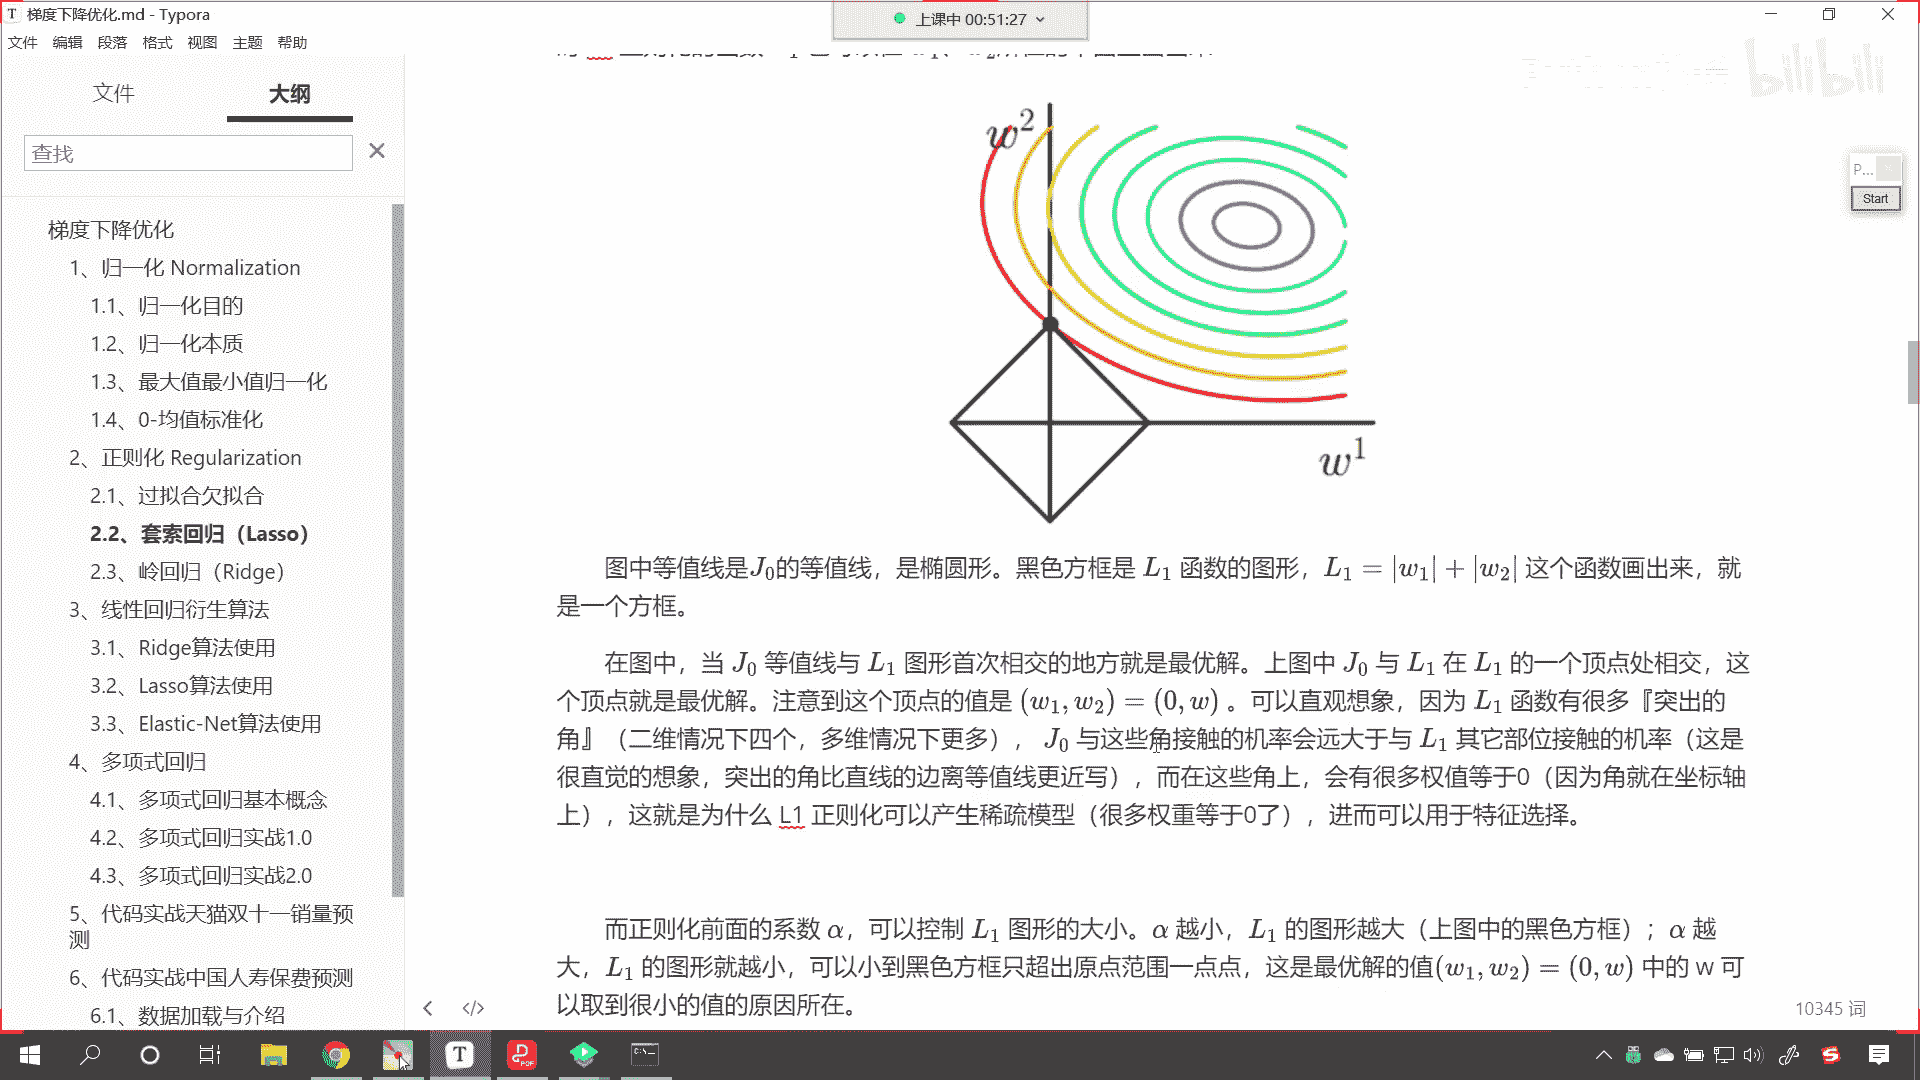 梯度下降优化.md - Typora
上课中 00:51:27
文件 编辑 段落 格式 视图 主题 帮助
文件 大纲
查找
梯度下降优化
1、归一化 Normalization
1.1、归一化目的
1.2、归一化本质
1.3、最大值最小值归一化
1.4、0-均值标准化
2、正则化 Regularization
2.1、过拟合欠拟合
2.2、套索回归（Lasso）
2.3、岭回归（Ridge）
3、线性回归衍生算法
3.1、Ridge算法使用
3.2、Lasso算法使用
3.3、Elastic-Net算法使用
4、多项式回归
4.1、多项式回归基本概念
4.2、多项式回归实战1.0
4.3、多项式回归实战2.0
5、代码实战天猫双十一销量预
测
6、代码实战中国人寿保费预测
6.1、数据加载与介绍
bilibili
P...
Start
w²
w¹
图中等值线是J₀的等值线，是椭圆形。黑色方框是 L₁ 函数的图形，L₁ = |w₁| + |w₂| 这个函数画出来，就
是一个方框。
在图中，当 J₀ 等值线与 L₁ 图形首次相交的地方就是最优解。上图中 J₀ 与 L₁ 在 L₁ 的一个顶点处相交，这
个顶点就是最优解。注意到这个顶点的值是 (w₁, w₂) = (0, w) 。可以直观想象，因为 L₁ 函数有很多『突出的
角』（二维情况下四个，多维情况下更多）， J₀ 与这些角接触的机率会远大于与 L₁ 其它部位接触的机率（这是
很直觉的想象，突出的角比直线的边离等值线更近写），而在这些角上，会有很多权值等于0（因为角就在坐标轴
上），这就是为什么 L1 正则化可以产生稀疏模型（很多权重等于0了），进而可以用于特征选择。
而正则化前面的系数 α，可以控制 L₁ 图形的大小。α 越小，L₁ 的图形越大（上图中的黑色方框）；α 越
大，L₁ 的图形就越小，可以小到黑色方框只超出原点范围一点点，这是最优解的值(w₁, w₂) = (0, w) 中的 w 可
以取到很小的值的原因所在。
10345 词